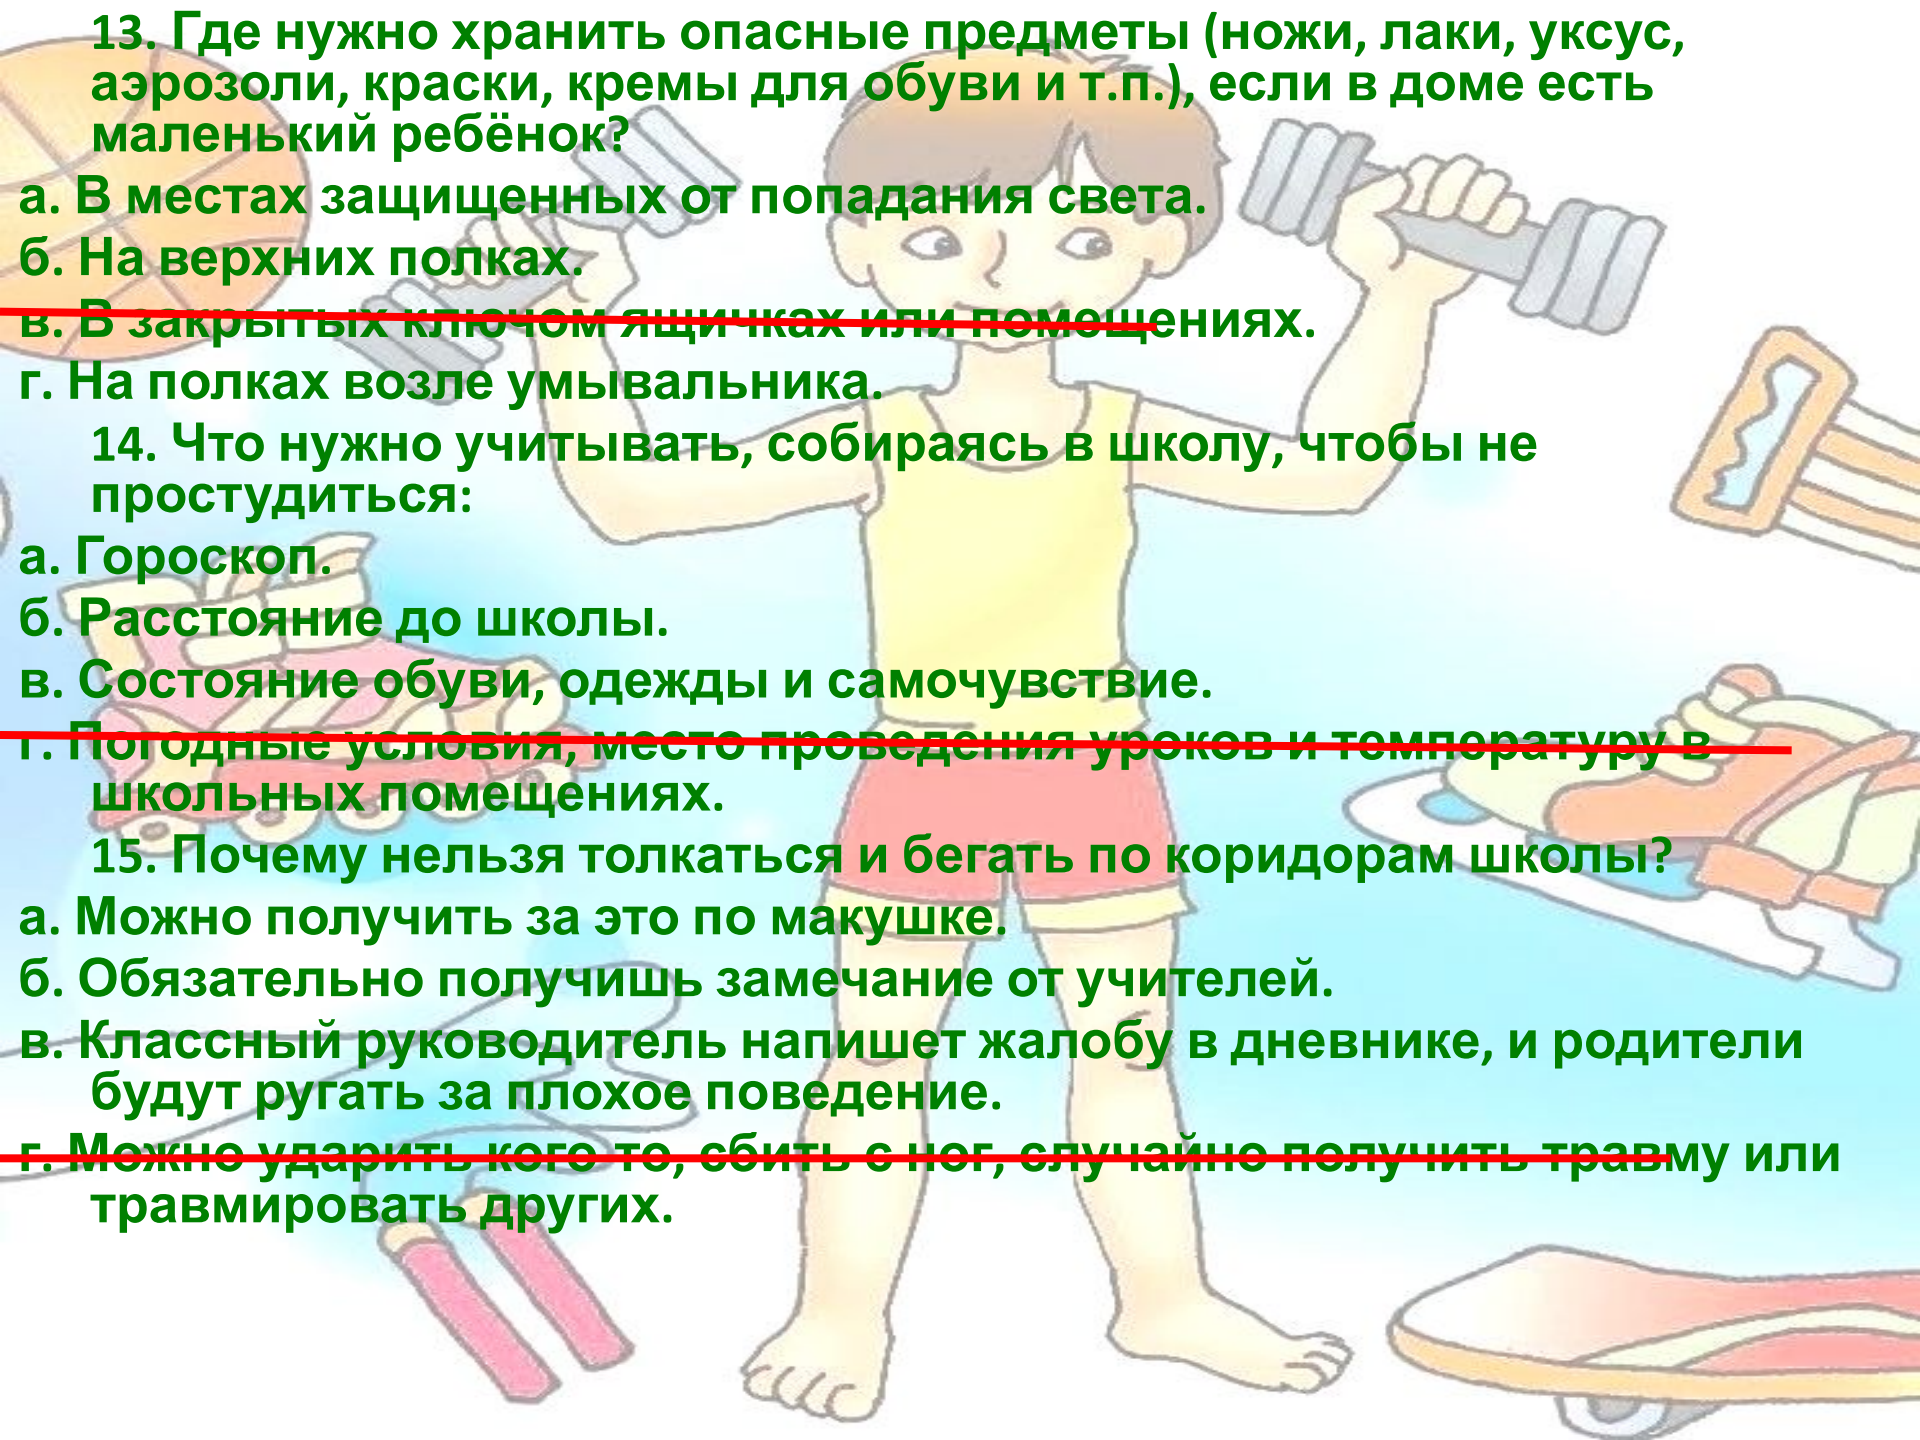 13. Где нужно хранить опасные предметы (ножи, лаки, уксус,
аэрозоли, краски, кремы для обуви и т.п.), если в доме есть
маленький ребёнок?
а. В местах защищенных от попадания света.
б. На верхних полках.
в. В закрытых ключом ящичках или помещениях.
г. На полках возле умывальника.
14. Что нужно учитывать, собираясь в школу, чтобы не
простудиться:
а. Гороскоп.
б. Расстояние до школы.
в. Состояние обуви, одежды и самочувствие.
г. Погодные условия, место проведения уроков и температуру в
школьных помещениях.
15. Почему нельзя толкаться и бегать по коридорам школы?
а. Можно получить за это по макушке.
б. Обязательно получишь замечание от учителей.
в. Классный руководитель напишет жалобу в дневнике, и родители
будут ругать за плохое поведение.
г. Можно ударить кого-то, сбить с ног, случайно получить травму или
травмировать других.